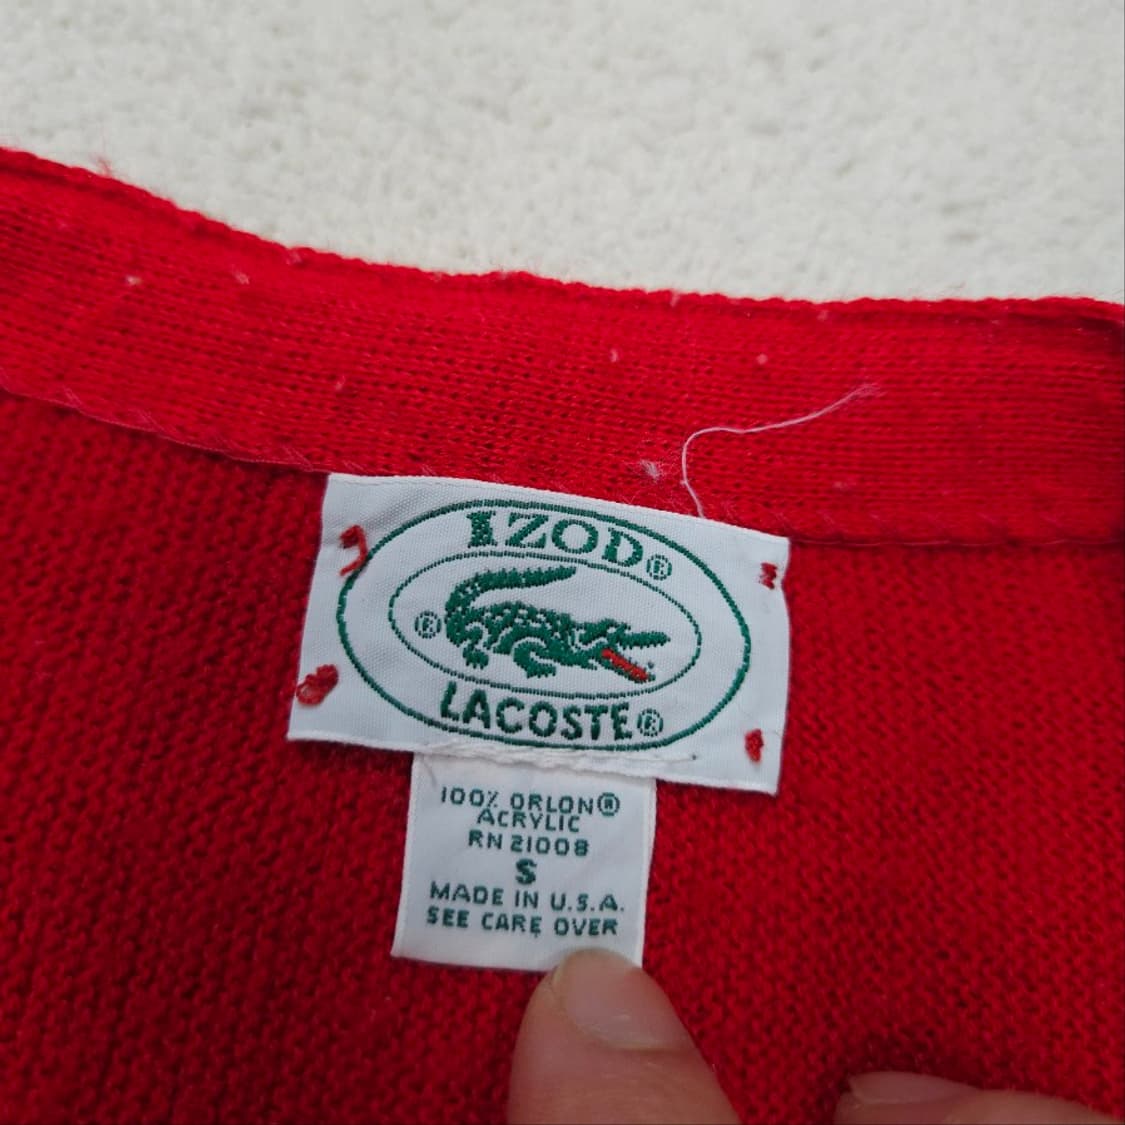 IZOD®
®
LACOSTE®
100% ORLON®
ACRYLIC
RN 21008
S
MADE IN U.S.A.
SEE CARE OVER